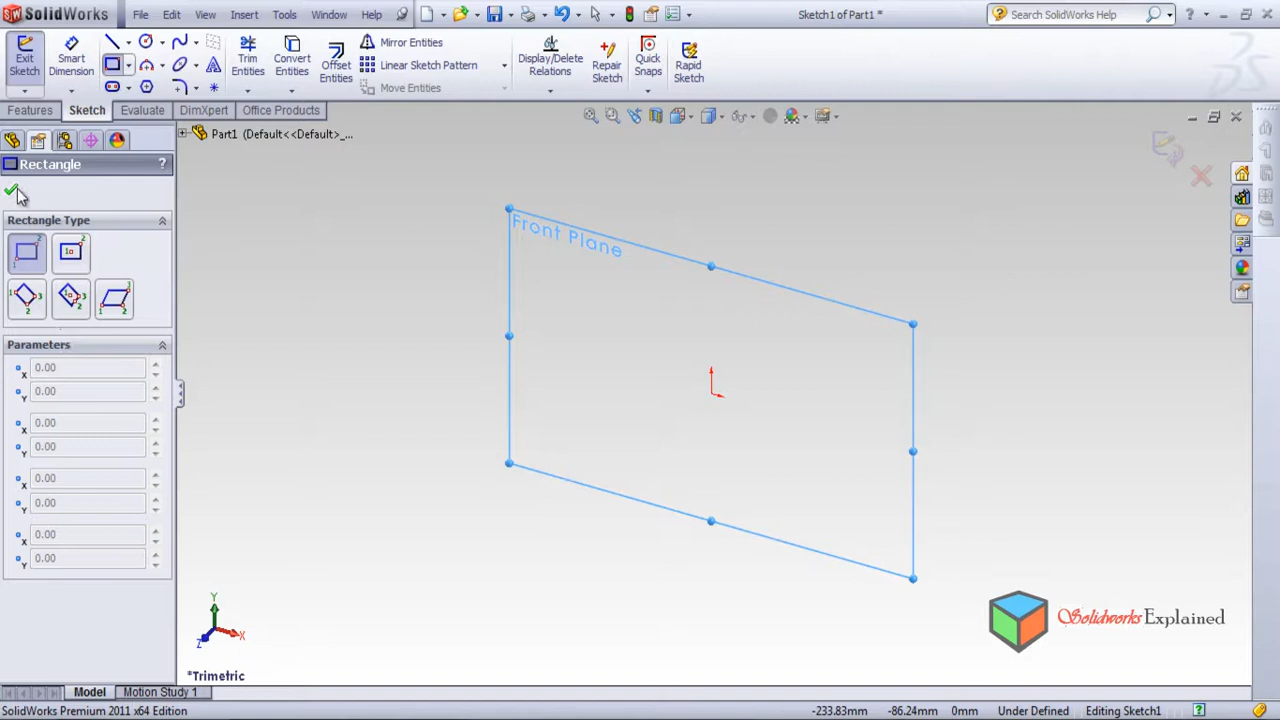 SolidWorks
File Edit View Insert Tools Window Help
Sketch1 of Part1 *
Search SolidWorks Help
Exit Sketch
Smart Dimension
Trim Entities
Convert Entities
Offset Entities
Mirror Entities
Linear Sketch Pattern
Move Entities
Display/Delete Relations
Repair Sketch
Quick Snaps
Rapid Sketch
Features Sketch Evaluate DimXpert Office Products
Part1 (Default<<Default>_...
Rectangle ?
Rectangle Type
Parameters
X 0.00
Y 0.00
X 0.00
Y 0.00
X 0.00
Y 0.00
X 0.00
Y 0.00
Front Plane
Y
X
Z
Solidworks Explained
*Trimetric
Model Motion Study 1
SolidWorks Premium 2011 x64 Edition
-233.83mm -86.24mm 0mm Under Defined Editing Sketch1